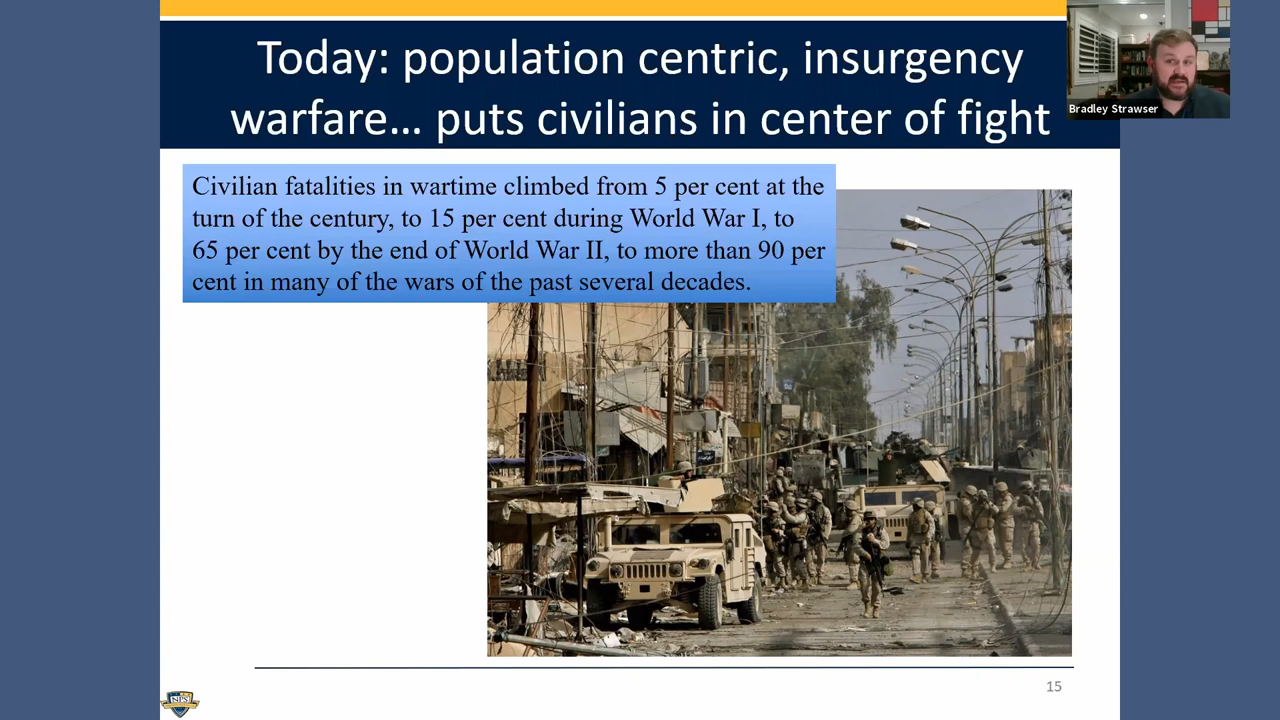 Today: population centric, insurgency
warfare... puts civilians in center of fight
Bradley Strawser
Civilian fatalities in wartime climbed from 5 per cent at the
turn of the century, to 15 per cent during World War I, to
65 per cent by the end of World War II, to more than 90 per
cent in many of the wars of the past several decades.
15
NPS